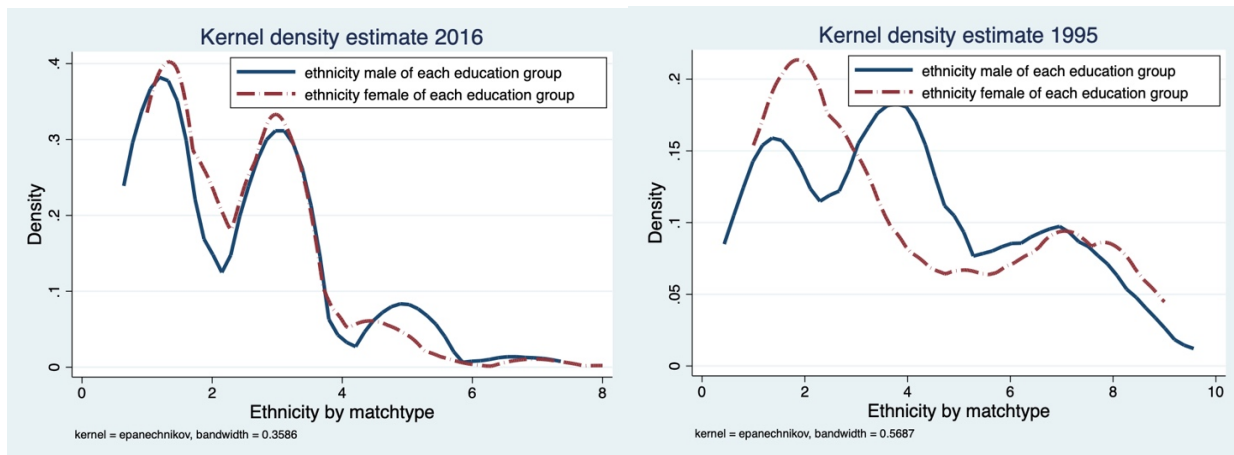 Kernel density estimate 2016
ethnicity male of each education group
ethnicity female of each education group
Density
.4
.3
.2
.1
0
0 2 4 6 8
Ethnicity by matchtype
kernel = epanechnikov, bandwidth = 0.3586
Kernel density estimate 1995
ethnicity male of each education group
ethnicity female of each education group
Density
.2
.15
.1
.05
0
0 2 4 6 8 10
Ethnicity by matchtype
kernel = epanechnikov, bandwidth = 0.5687